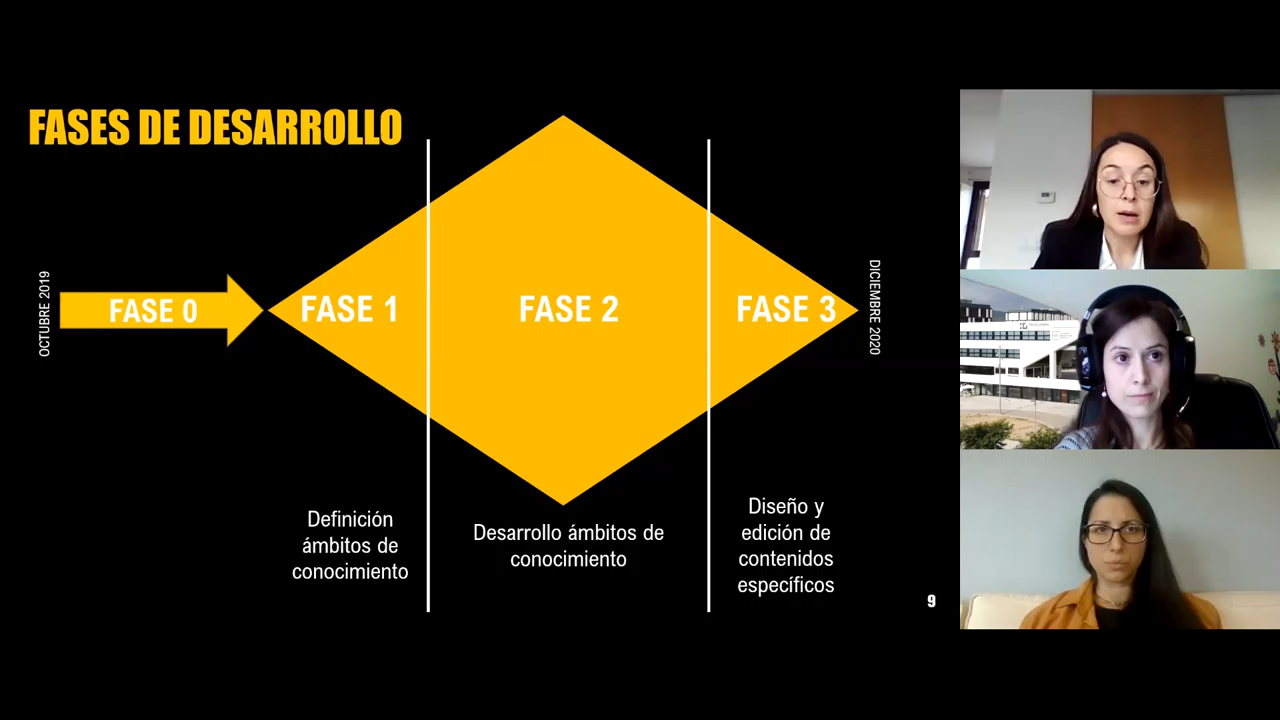 FASES DE DESARROLLO
OCTUBRE 2019
FASE 0
FASE 1
FASE 2
FASE 3
DICIEMBRE 2020
Definición
ámbitos de
conocimiento
Desarrollo ámbitos de
conocimiento
Diseño y
edición de
contenidos
específicos
9